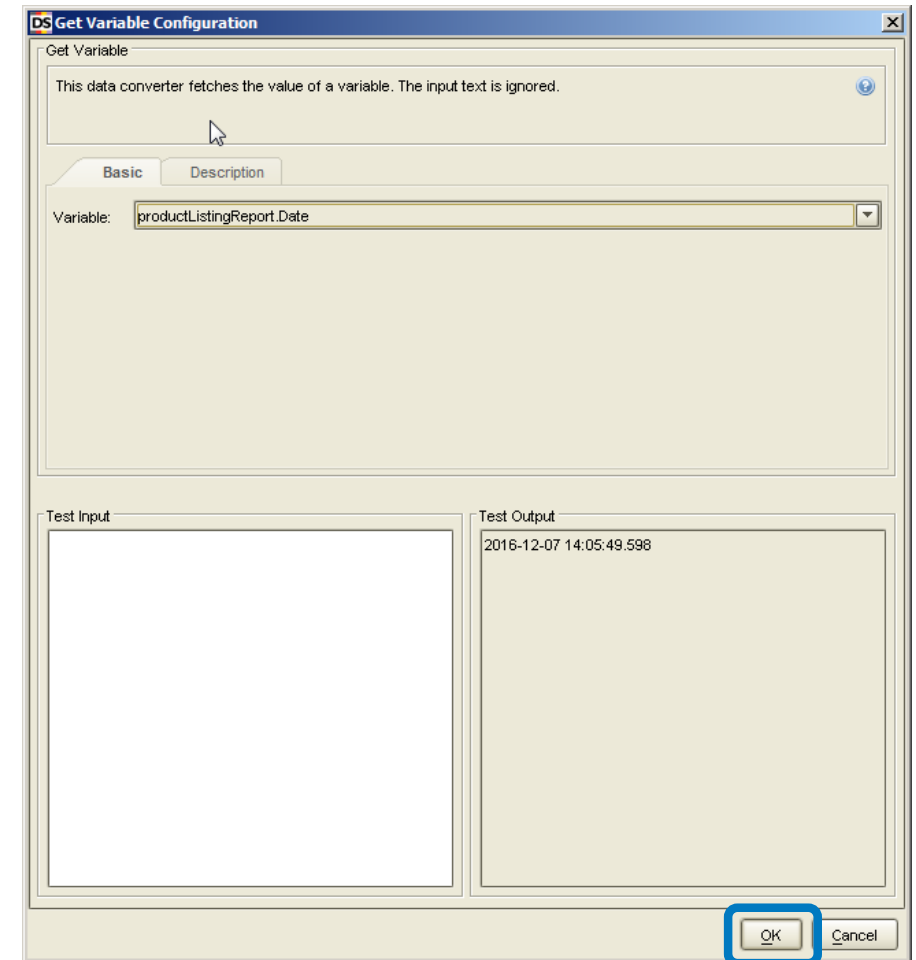 DS Get Variable Configuration
Get Variable
This data converter fetches the value of a variable. The input text is ignored.
Basic Description
Variable: productListingReport.Date
Test Input Test Output
2016-12-07 14:05:49.598
OK Cancel